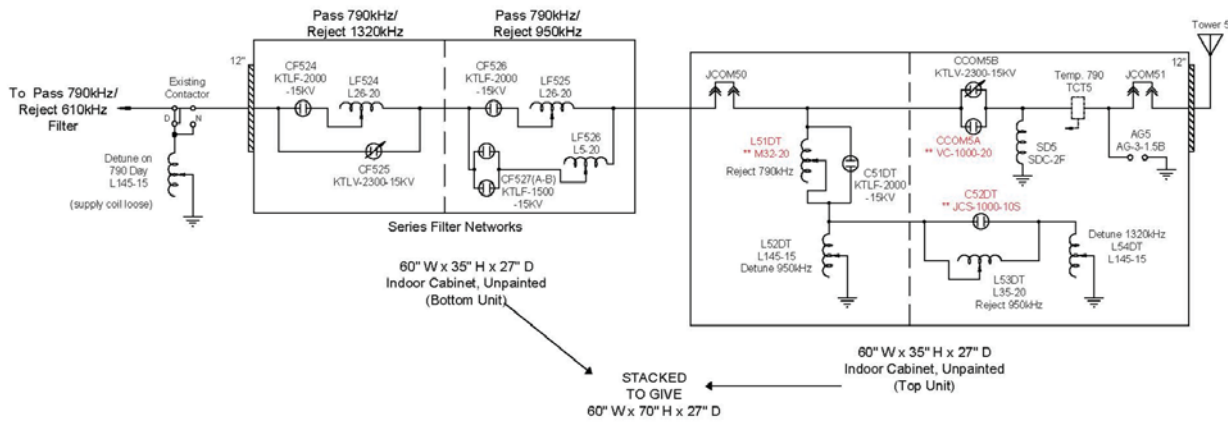 Pass 790kHz/
Reject 1320kHz
Pass 790kHz/
Reject 950kHz
To Pass 790kHz/
Reject 610kHz
Filter
Existing
Contactor
D
N
Detune on
790 Day
L145-15
(supply coil loose)
12"
CF524
KTLF-2000
-15KV
LF524
L26-20
CF525
KTLV-2300-15KV
CF526
KTLF-2000
-15KV
LF525
L26-20
LF526
L5-20
CF527(A-B)
KTLF-1500
-15KV
Series Filter Networks
60" W x 35" H x 27" D
Indoor Cabinet, Unpainted
(Bottom Unit)
JCOM50
L51DT
** M32-20
Reject 790kHz
C51DT
KTLF-2000
-15KV
L52DT
L145-15
Detune 950kHz
CCOM5B
KTLV-2300-15KV
CCOM5A
** VC-1000-20
SD5
SDC-2F
Temp. 790
TCT5
JCOM51
12"
Tower 5
AG5
AG-3-1.5B
C52DT
** JCS-1000-10S
L53DT
L35-20
Reject 950kHz
Detune 1320kHz
L54DT
L145-15
60" W x 35" H x 27" D
Indoor Cabinet, Unpainted
(Top Unit)
STACKED
TO GIVE
60" W x 70" H x 27" D